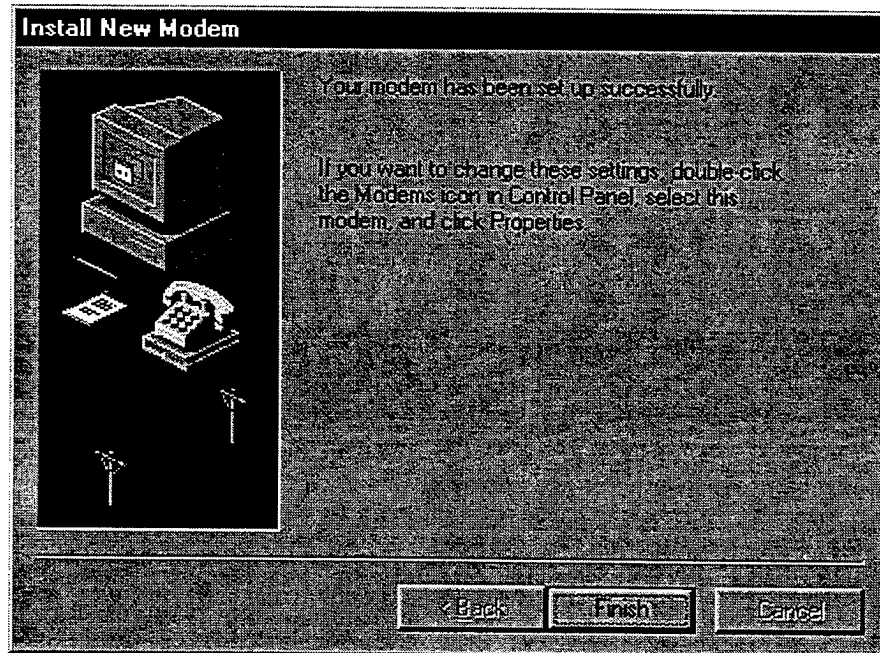 Install New Modem
Your modem has been set up successfully.
If you want to change these settings, double-click
the Modems icon in Control Panel, select this
modem, and click Properties.
< Back
Finish
Cancel